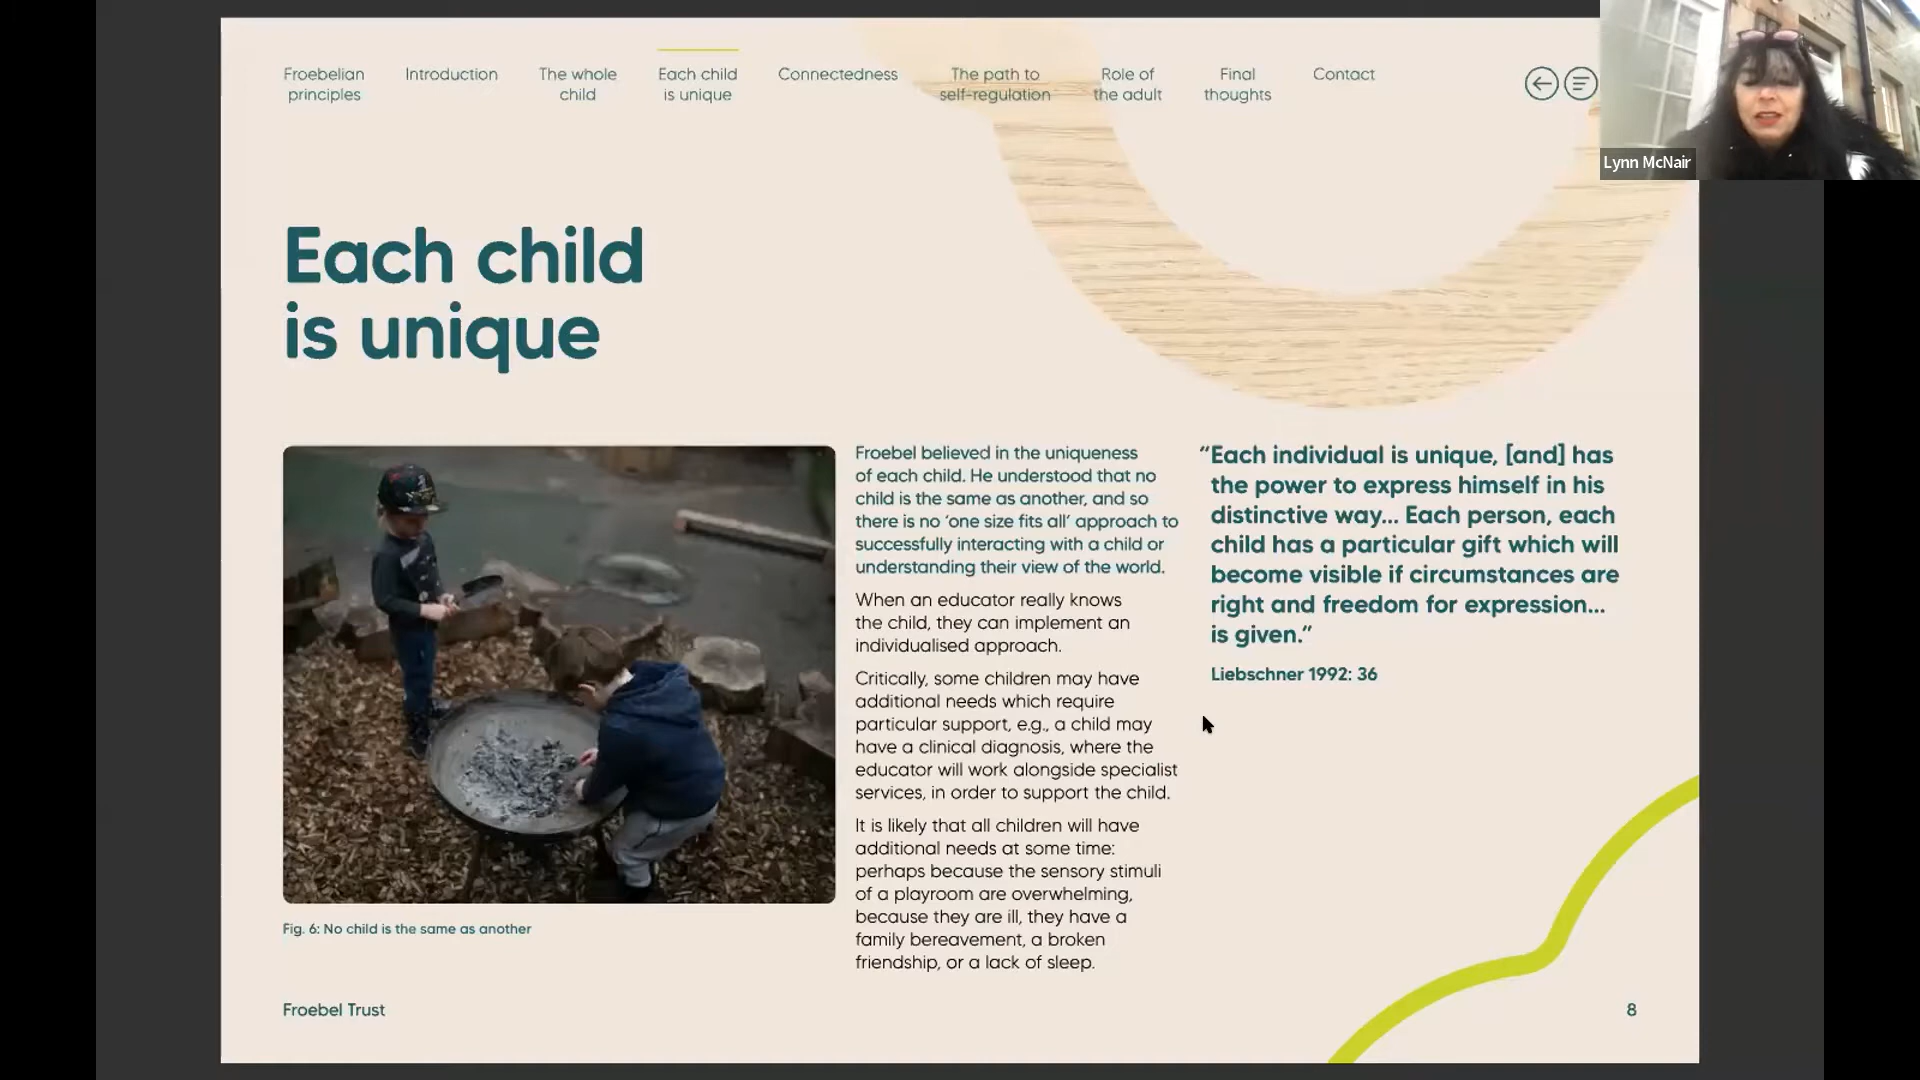 Froebelian
principles
Introduction
The whole
child
Each child
is unique
Connectedness
The path to
self-regulation
Role of
the adult
Final
thoughts
Contact
Lynn McNair
Each child
is unique
Froebel believed in the uniqueness
of each child. He understood that no
child is the same as another, and so
there is no ‘one size fits all’ approach to
successfully interacting with a child or
understanding their view of the world.
When an educator really knows
the child, they can implement an
individualised approach.
Critically, some children may have
additional needs which require
particular support, e.g., a child may
have a clinical diagnosis, where the
educator will work alongside specialist
services, in order to support the child.
It is likely that all children will have
additional needs at some time:
perhaps because the sensory stimuli
of a playroom are overwhelming,
because they are ill, they have a
family bereavement, a broken
friendship, or a lack of sleep.
“Each individual is unique, [and] has
the power to express himself in his
distinctive way... Each person, each
child has a particular gift which will
become visible if circumstances are
right and freedom for expression...
is given.”
Liebschner 1992: 36
Fig. 6: No child is the same as another
Froebel Trust
8